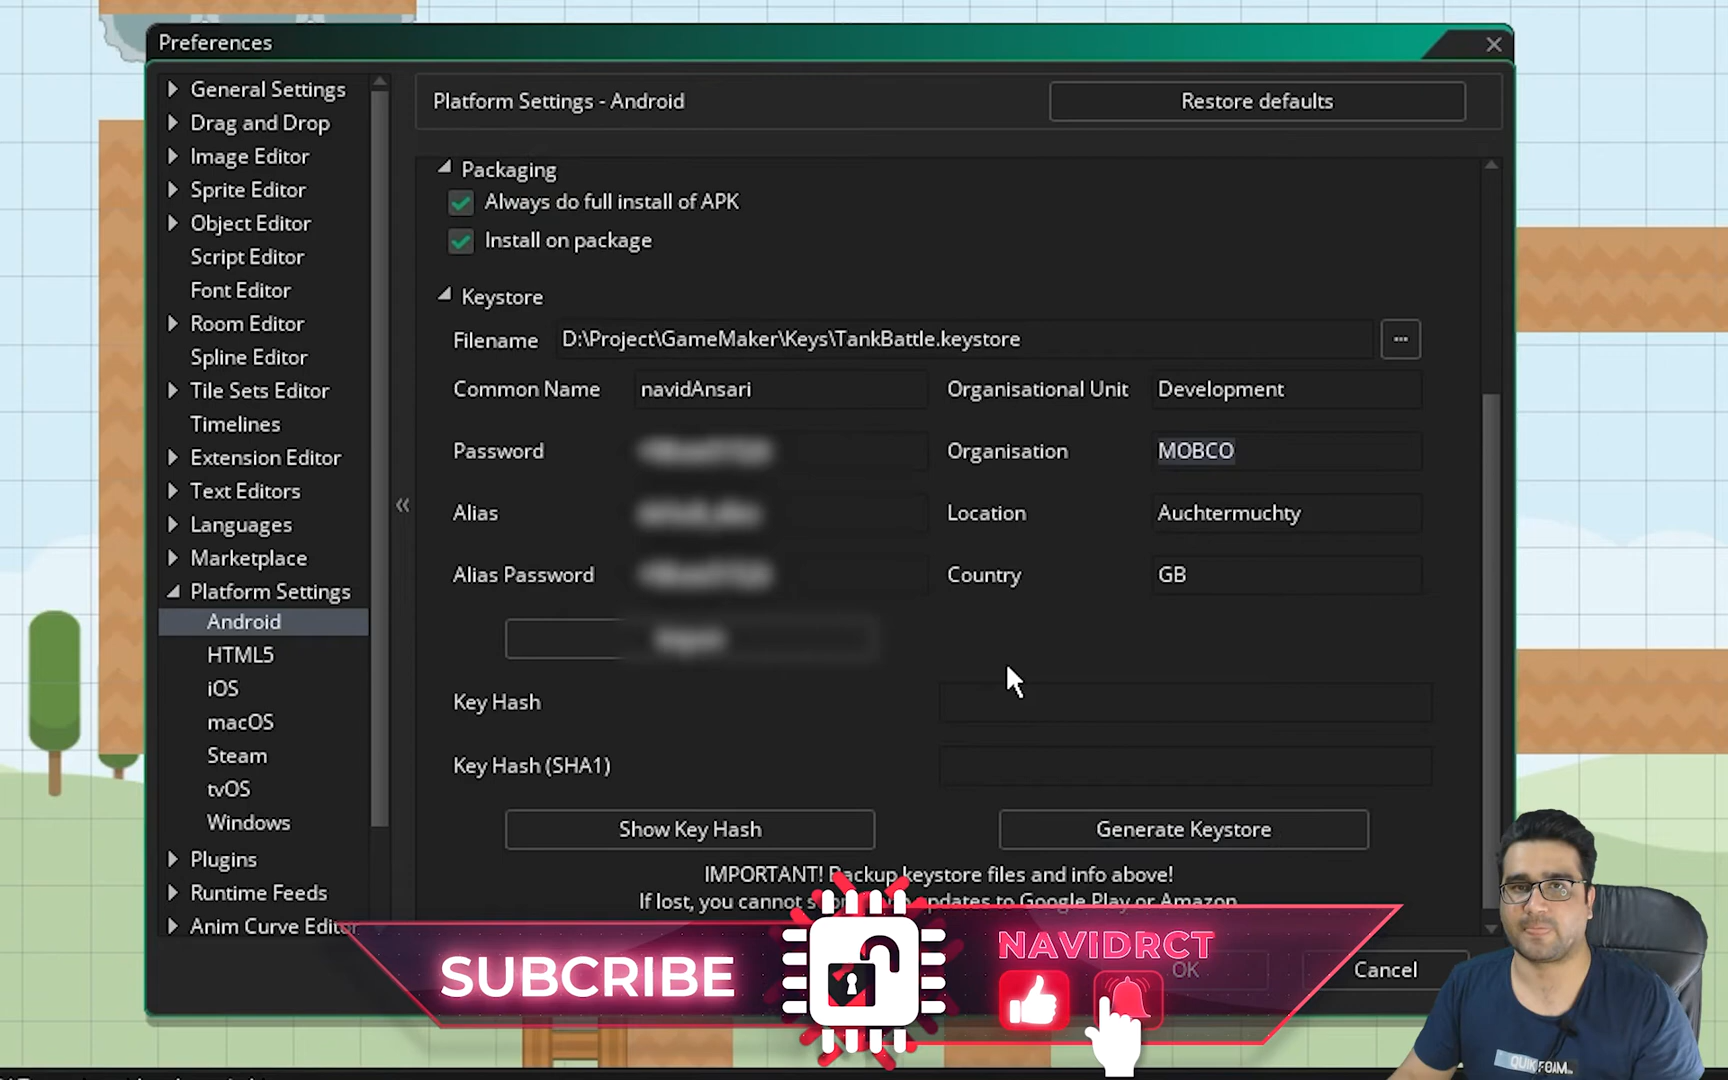 Preferences
General Settings
Drag and Drop
Image Editor
Sprite Editor
Object Editor
Script Editor
Font Editor
Room Editor
Spline Editor
Tile Sets Editor
Timelines
Extension Editor
Text Editors
Languages
Marketplace
Platform Settings
Android
HTML5
iOS
macOS
Steam
tvOS
Windows
Plugins
Runtime Feeds
Anim Curve Editor
Platform Settings - Android
Restore defaults
Packaging
Always do full install of APK
Install on package
Keystore
Filename D:\Project\GameMaker\Keys\TankBattle.keystore
...
Common Name navidAnsari Organisational Unit Development
Password Organisation MOBCO
Alias Location Auchtermuchty
Alias Password Country GB
Key Hash
Key Hash (SHA1)
Show Key Hash Generate Keystore
IMPORTANT! Backup keystore files and info above!
If lost, you cannot updates to Google Play or Amazon
OK Cancel
SUBCRIBE
NAVIDRCT